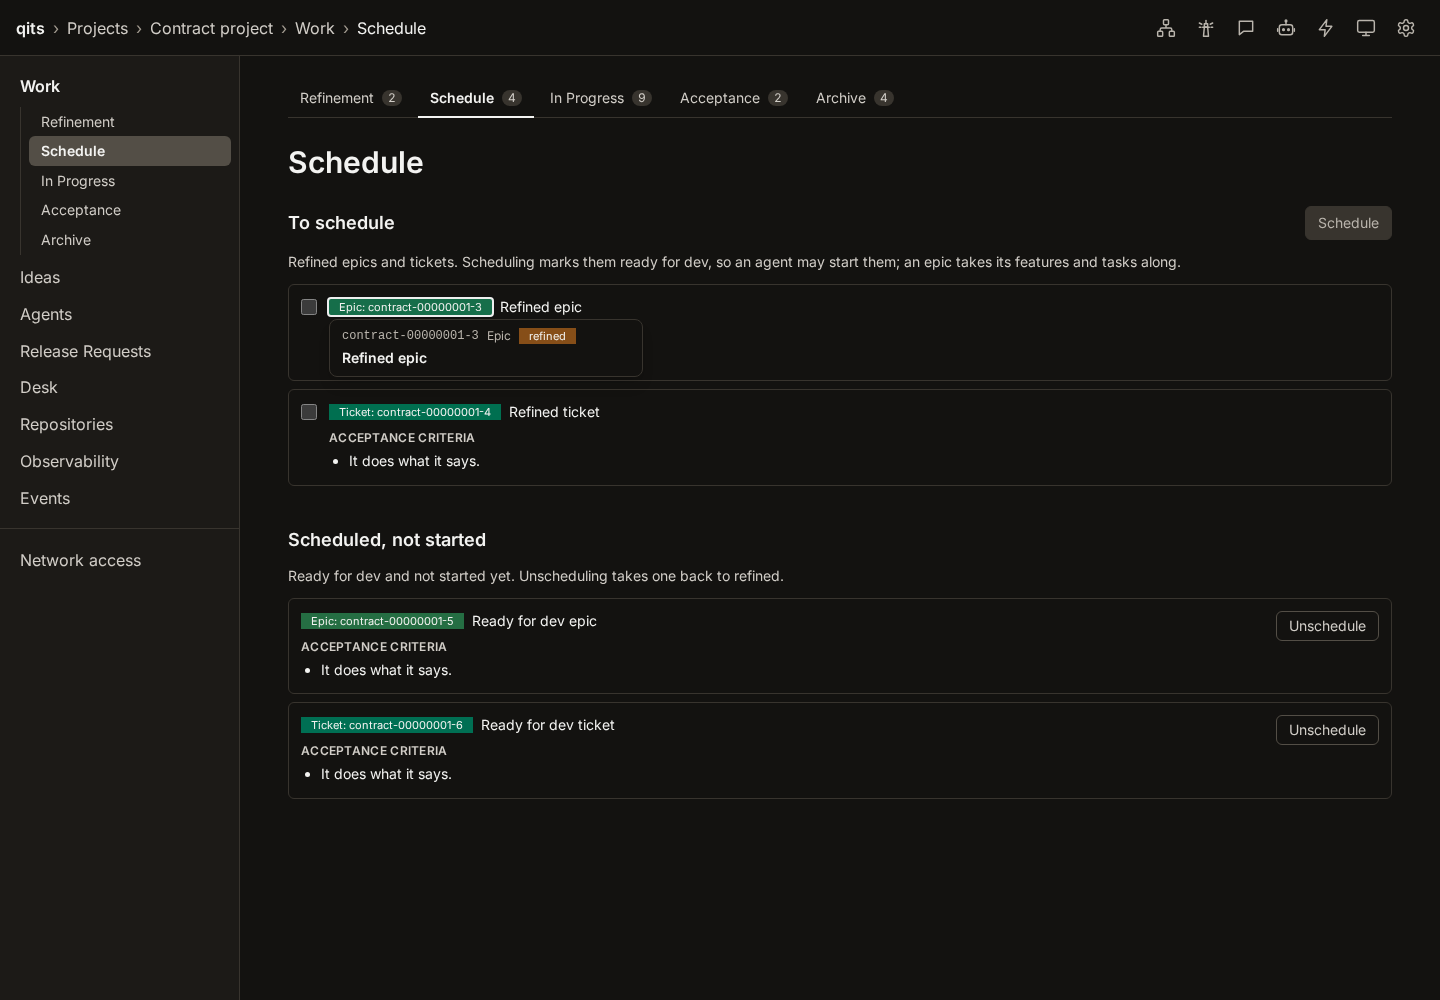 qits › Projects › Contract project › Work › Schedule
Work
Refinement
Schedule
In Progress
Acceptance
Archive
Ideas
Agents
Release Requests
Desk
Repositories
Observability
Events
Network access
Refinement 2 Schedule 4 In Progress 9 Acceptance 2 Archive 4
Schedule
To schedule
Schedule
Refined epics and tickets. Scheduling marks them ready for dev, so an agent may start them; an epic takes its features and tasks along.
Epic: contract-00000001-3 Refined epic
contract-00000001-3 Epic refined
Refined epic
Ticket: contract-00000001-4 Refined ticket
ACCEPTANCE CRITERIA
• It does what it says.
Scheduled, not started
Ready for dev and not started yet. Unscheduling takes one back to refined.
Epic: contract-00000001-5 Ready for dev epic
Unschedule
ACCEPTANCE CRITERIA
• It does what it says.
Ticket: contract-00000001-6 Ready for dev ticket
Unschedule
ACCEPTANCE CRITERIA
• It does what it says.